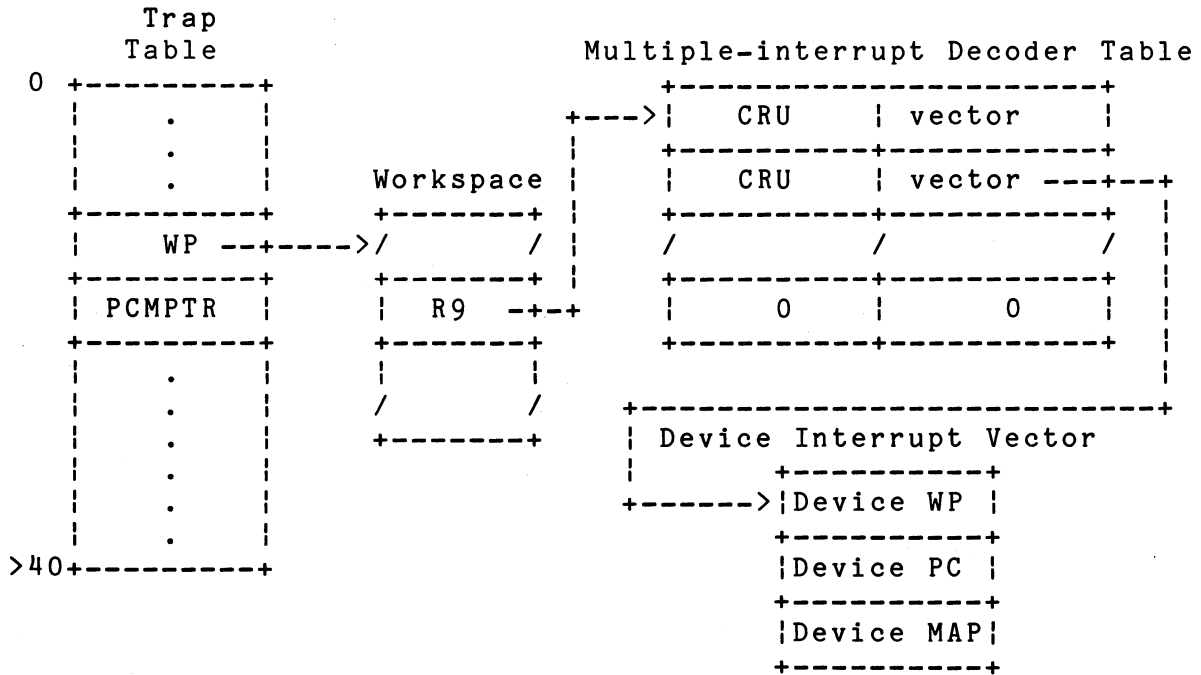 Trap
Table
Multiple-interrupt Decoder Table
0 +---------+
+----------------------+
¦ . ¦ +--->¦ CRU ¦ vector ¦
¦ . ¦ ¦ +----------+-----------+
¦ . ¦ Workspace ¦ ¦ CRU ¦ vector ---+--+
+---------+ +-------+ ¦ +----------+-----------+ ¦
¦ WP --+---->/ / ¦ / / / ¦
+---------+ +-------+ ¦ +----------+-----------+ ¦
¦ PCMPTR ¦ ¦ R9 -+-+ ¦ 0 ¦ 0 ¦ ¦
+---------+ +-------+ +----------+-----------+ ¦
¦ . ¦ ¦ ¦ ¦
¦ . ¦ / / +----------------------------+
¦ . ¦ +-------+ ¦ Device Interrupt Vector
¦ . ¦ ¦ +-----------+
¦ . ¦ +------>¦Device WP ¦
¦ . ¦ +-----------+
>40+---------+ ¦Device PC ¦
+-----------+
¦Device MAP¦
+-----------+